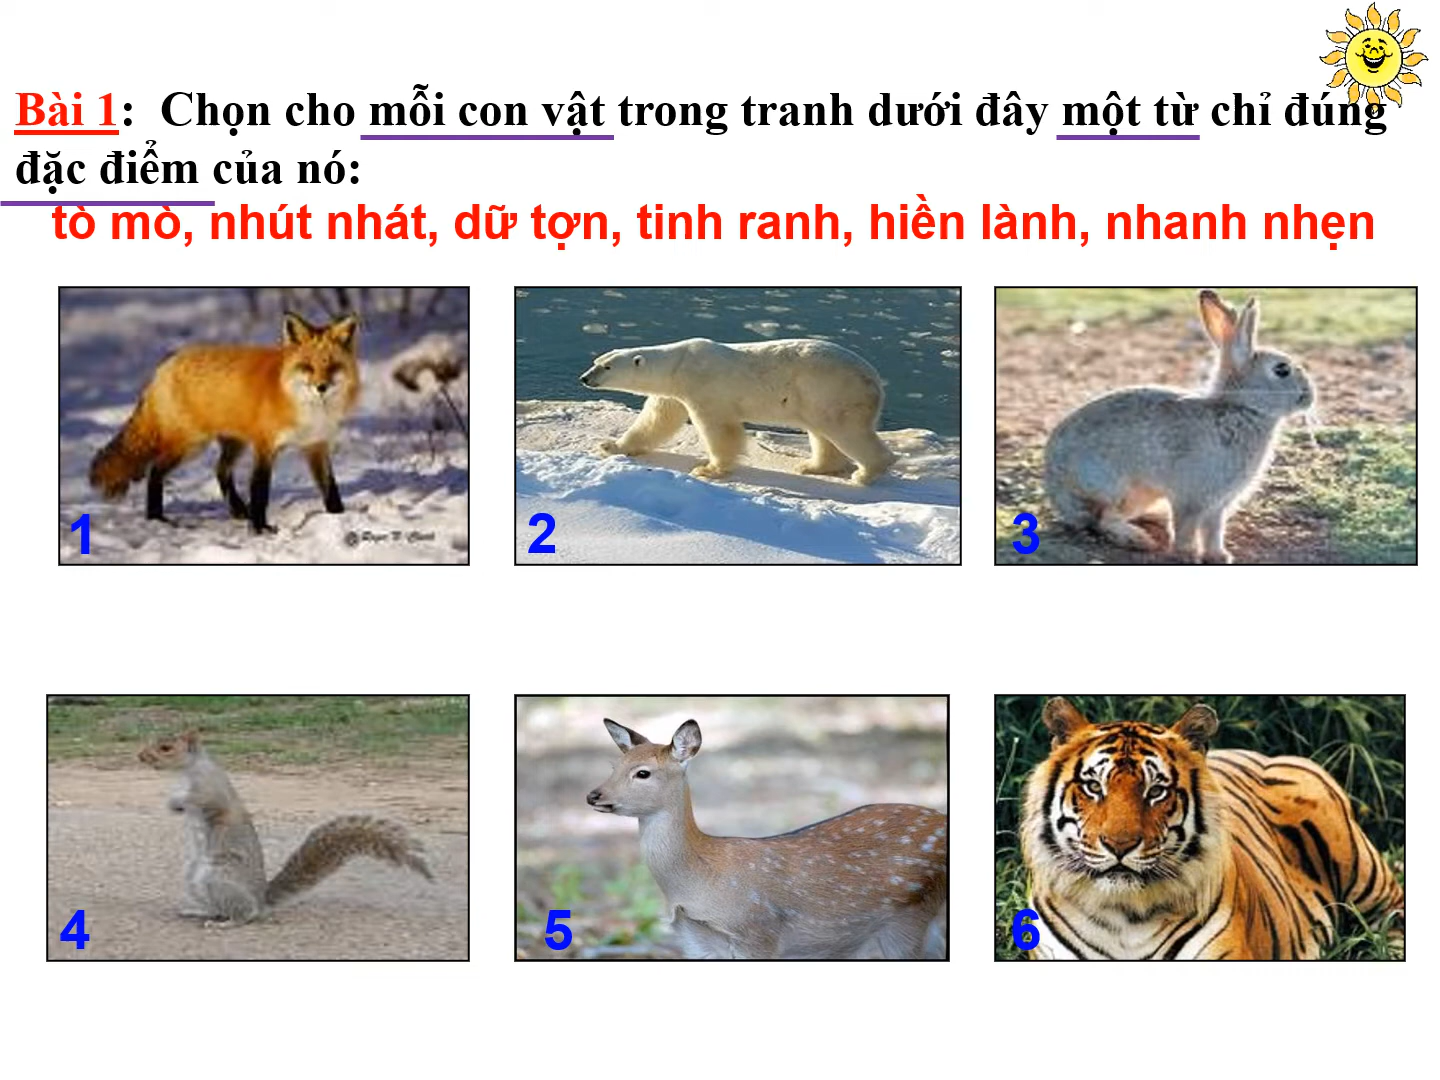 Bài 1:  Chọn cho mỗi con vật trong tranh dưới đây một từ chỉ đúng
đặc điểm của nó:
tò mò, nhút nhát, dữ tợn, tinh ranh, hiền lành, nhanh nhẹn
1
2
3
4
5
6